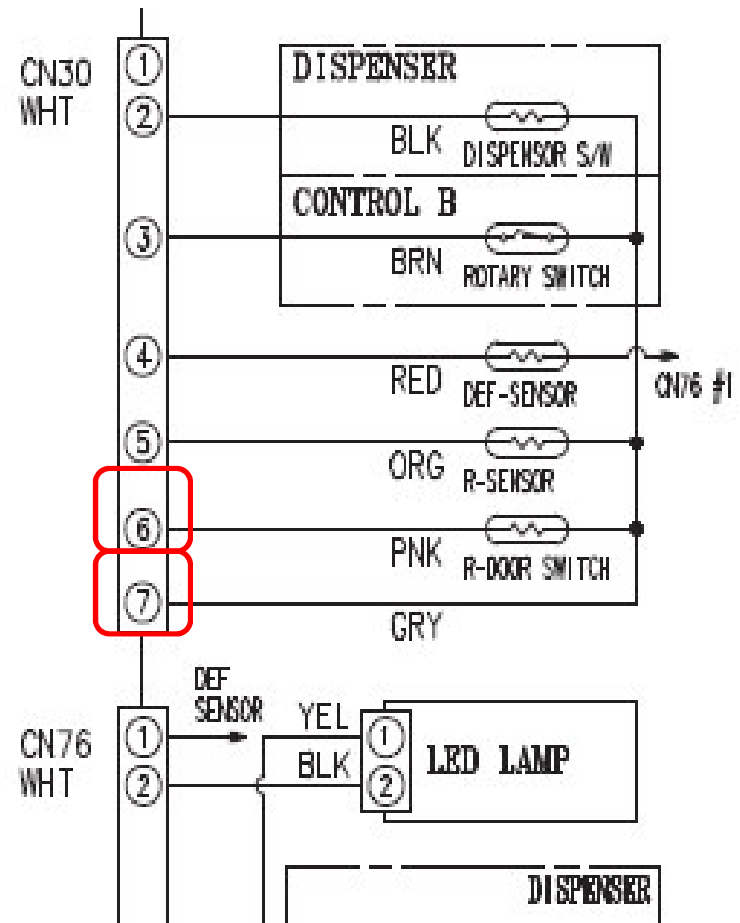 CN30
WHT
1
2
3
4
5
6
7
DISPENSER
BLK
DISPENSOR S/W
CONTROL B
BRN
ROTARY SWITCH
RED
DEF-SENSOR
CN76 #1
ORG
R-SENSOR
PNK
R-DOOR SWITCH
GRY
CN76
WHT
1
2
DEF
SENSOR
YEL
BLK
1
2
LED LAMP
DISPENSER